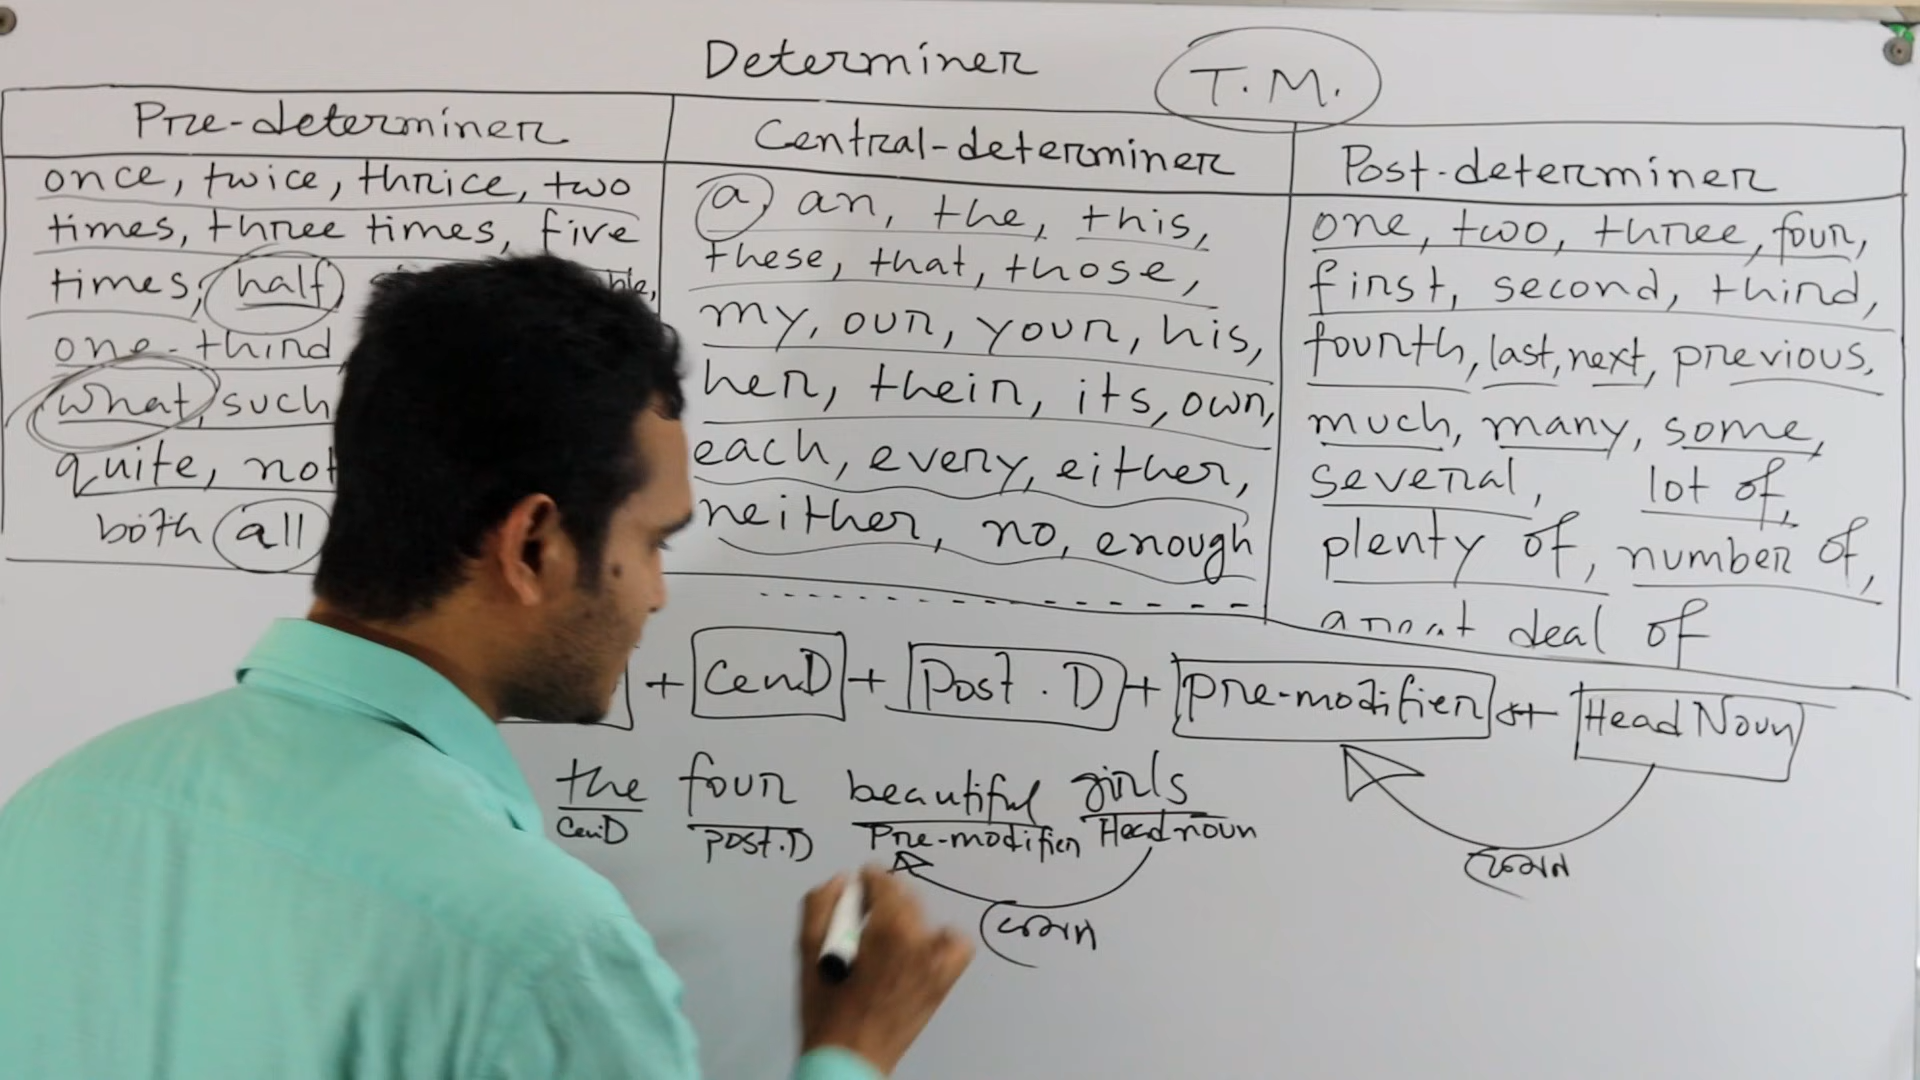 Determiner
T. M.
Pre-determiner
once, twice, thrice, two
times, three times, five
times, half
one-third
what, such
quite, not
both all
Central-determiner
a, an, the, this,
these, that, those,
my, our, your, his,
her, their, its, own,
each, every, either,
neither, no, enough
Post-determiner
one, two, three, four,
first, second, third,
fourth, last, next, previous,
much, many, some,
several, lot of,
plenty of, number of,
deal of
+ CenD + Post. D + pre-modifier + Head Noun
the four beautiful girls
CenD Post.D Pre-modifier Head noun